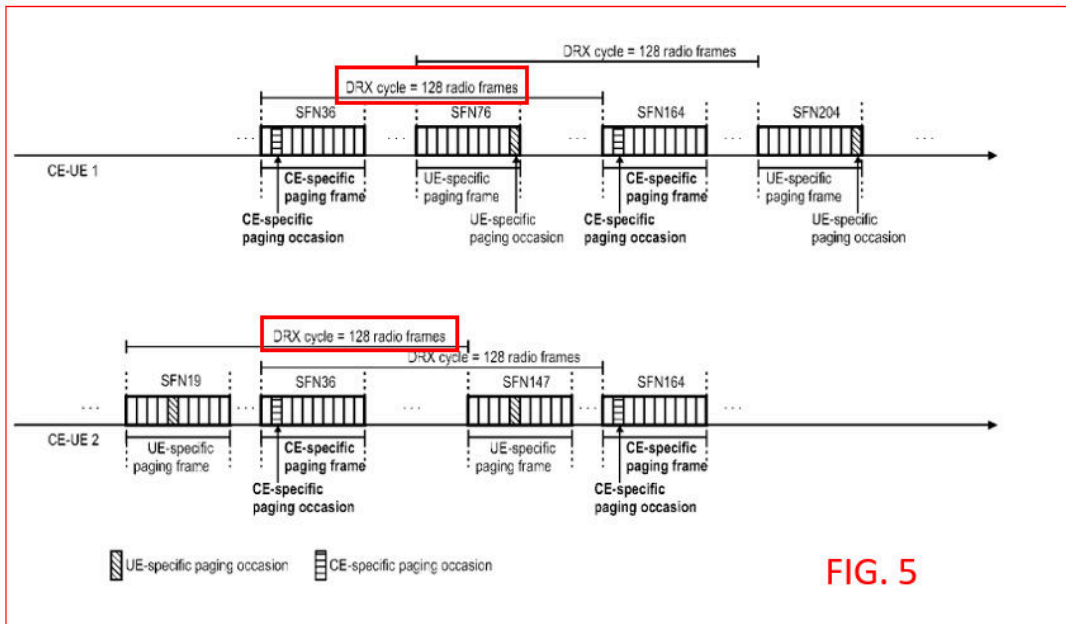 DRX cycle = 128 radio frames
DRX cycle = 128 radio frames
SFN36
SFN76
SFN164
SFN204
... ... ... ... ...
CE-UE 1
CE-specific
paging frame
UE-specific
paging frame
CE-specific
paging frame
UE-specific
paging frame
CE-specific
paging occasion
UE-specific
paging occasion
CE-specific
paging occasion
UE-specific
paging occasion
DRX cycle = 128 radio frames
DRX cycle = 128 radio frames
SFN19
SFN36
SFN147
SFN164
... ... ... ... ...
CE-UE 2
UE-specific
paging frame
CE-specific
paging frame
UE-specific
paging frame
CE-specific
paging frame
CE-specific
paging occasion
CE-specific
paging occasion
UE-specific paging occasion
CE-specific paging occasion
FIG. 5